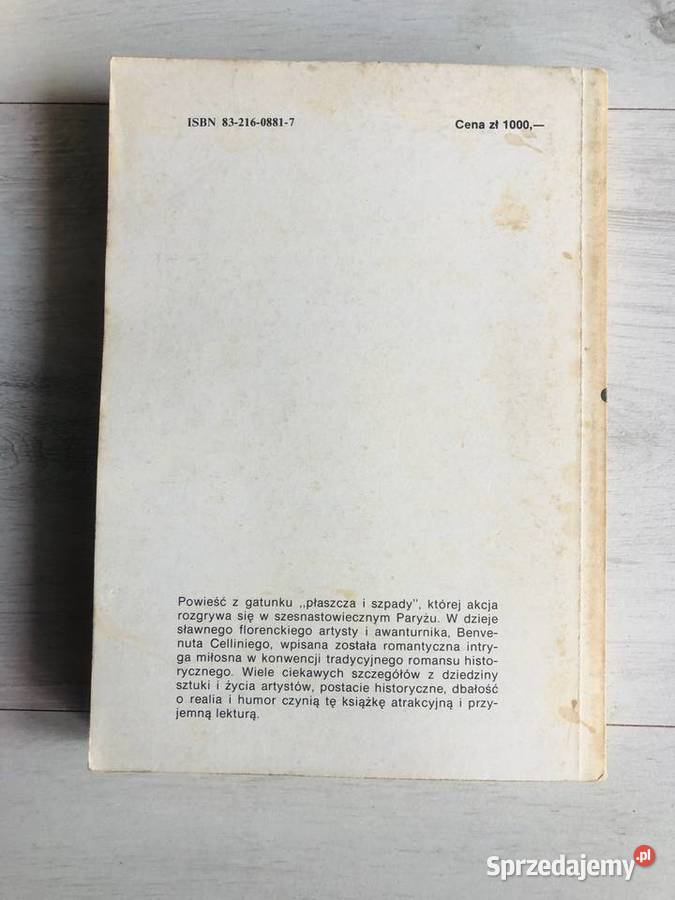 ISBN 83-216-0881-7
Cena zł 1000,—
Powieść z gatunku „płaszcza i szpady", której akcja
rozgrywa się w szesnastowiecznym Paryżu. W dzieje
sławnego florenckiego artysty i awanturnika, Benve-
nuta Celliniego, wpisana została romantyczna intry-
ga miłosna w konwencji tradycyjnego romansu histo-
rycznego. Wiele ciekawych szczegółów z dziedziny
sztuki i życia artystów, postacie historyczne, dbałość
o realia i humor czynią tę książkę atrakcyjną i przy-
jemną lekturą.
Sprzedajemy.pl